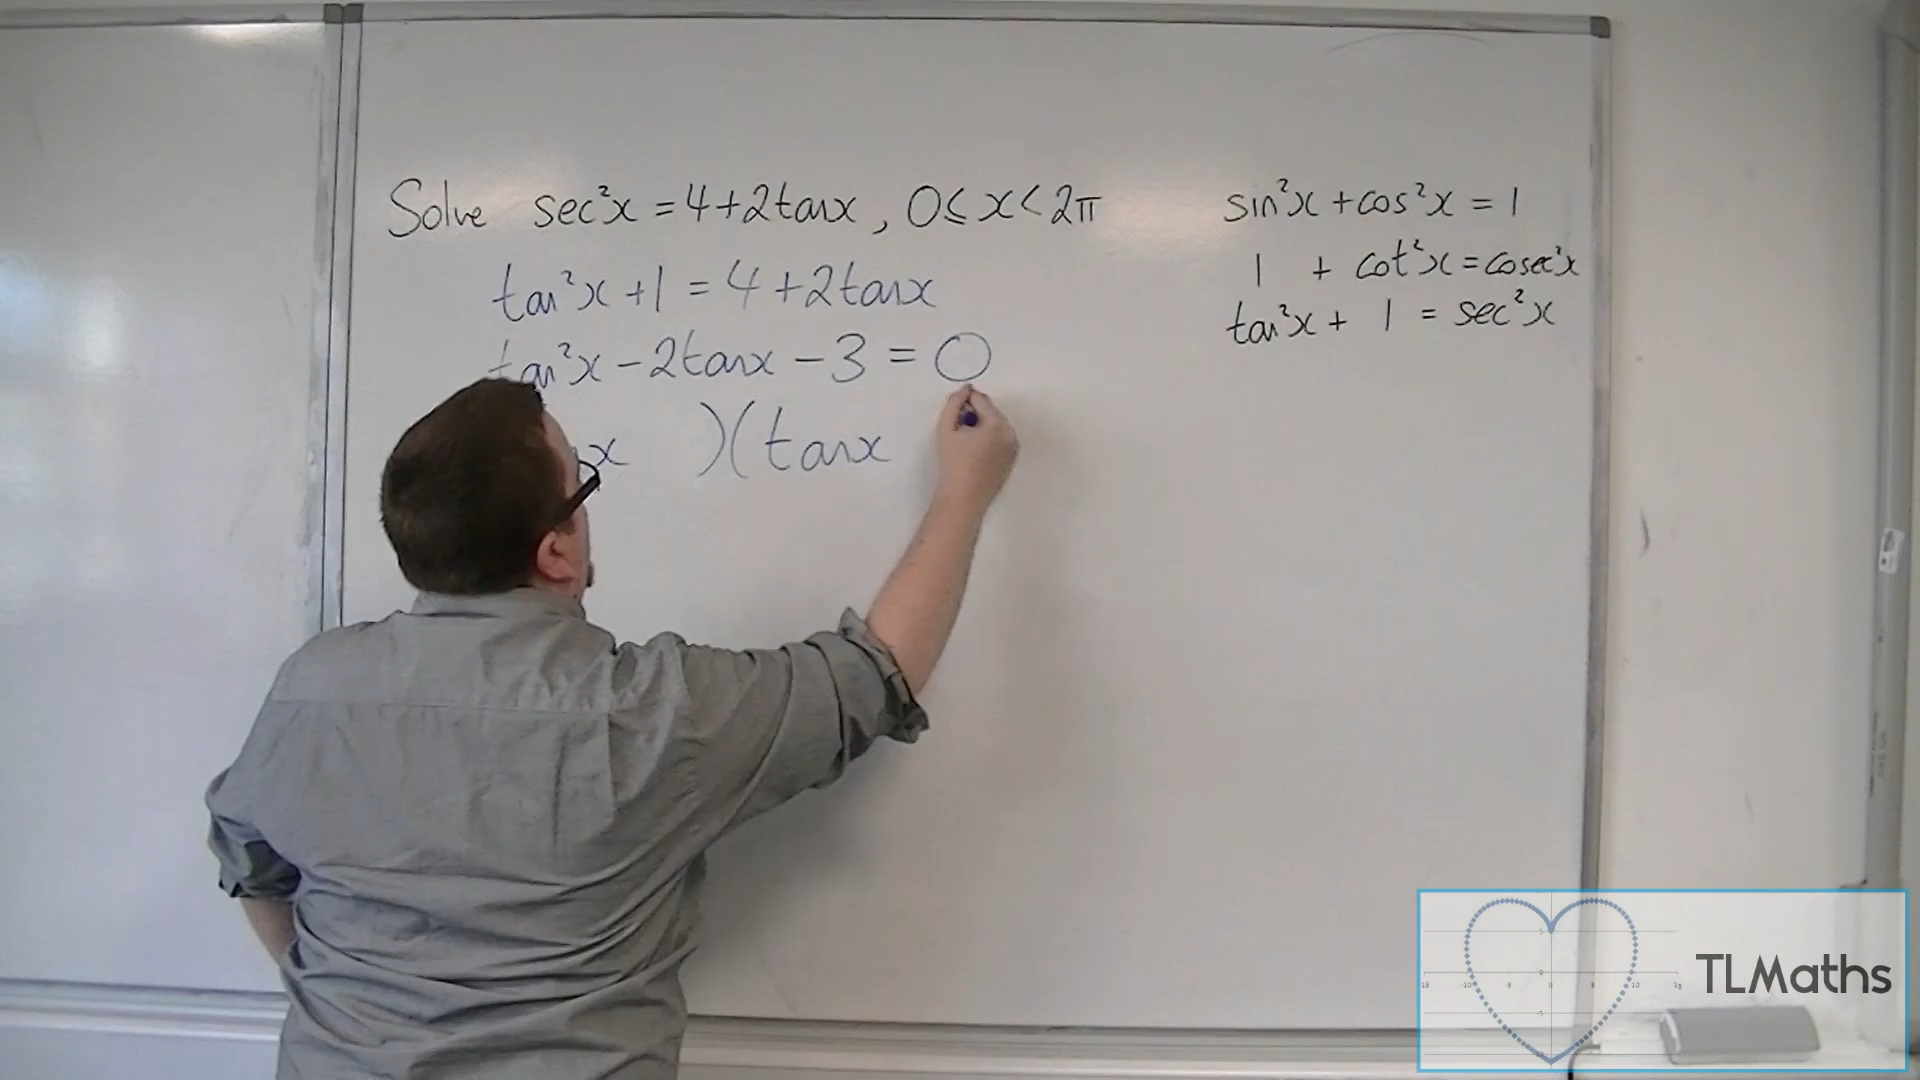 Solve sec²x = 4+2tanx, 0 ≤ x < 2π
tan²x + 1 = 4 + 2tanx
tan²x - 2tanx - 3 = 0
x )(tanx
sin²x + cos²x = 1
1 + cot²x = cosec²x
tan²x + 1 = sec²x
TLMaths